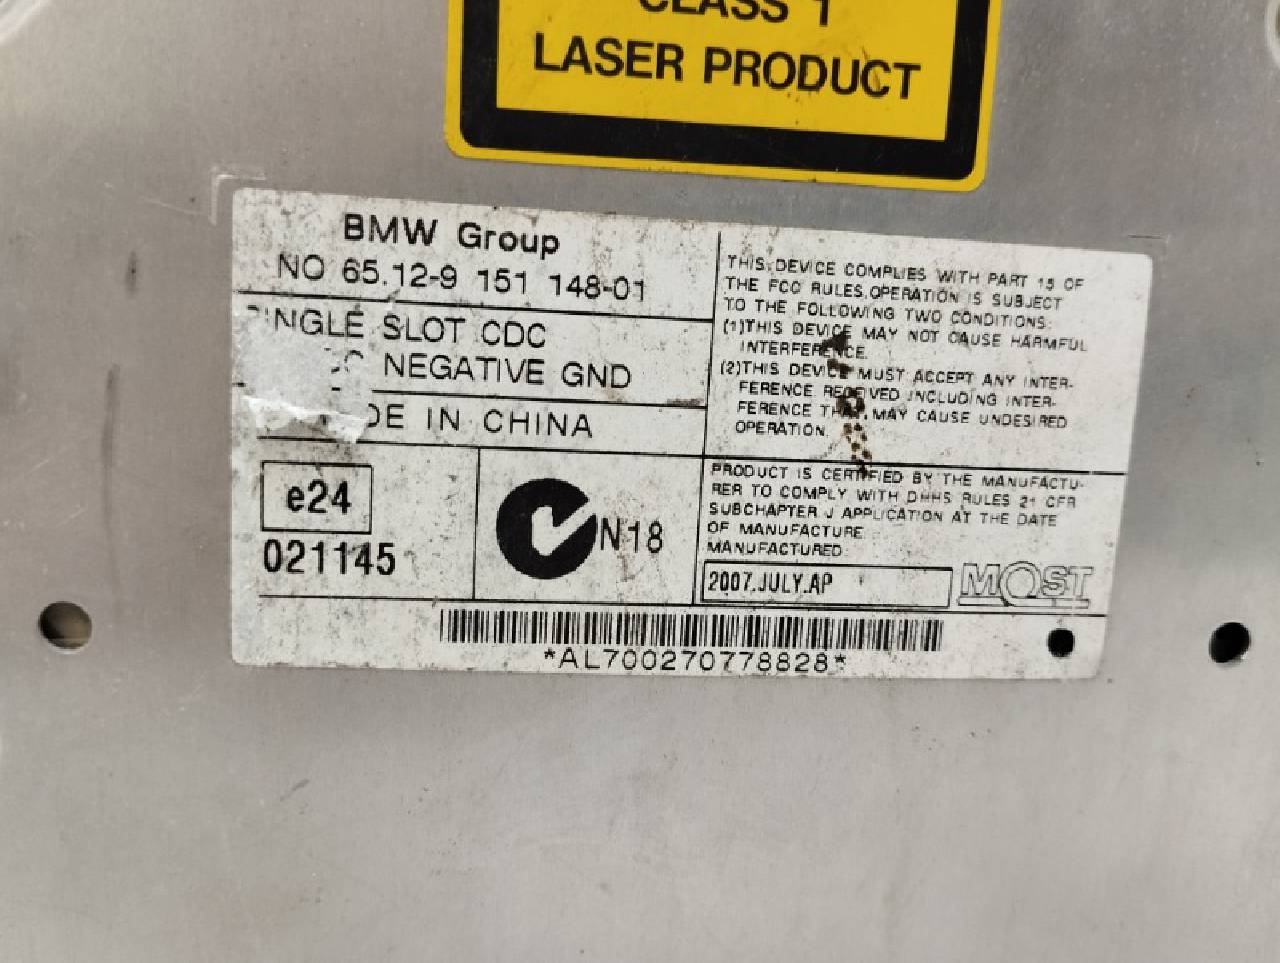 CLASS 1
LASER PRODUCT
BMW Group
NO 65.12-9 151 148-01
SINGLE SLOT CDC
NEGATIVE GND
MADE IN CHINA
e24
021145
N18
THIS DEVICE COMPLIES WITH PART 15 OF
THE FCC RULES.OPERATION IS SUBJECT
TO THE FOLLOWING TWO CONDITIONS:
(1)THIS DEVICE MAY NOT CAUSE HARMFUL
INTERFERENCE.
(2)THIS DEVICE MUST ACCEPT ANY INTER-
FERENCE RECEIVED INCLUDING INTER-
FERENCE THAT MAY CAUSE UNDESIRED
OPERATION.
PRODUCT IS CERTIFIED BY THE MANUFACTU-
RER TO COMPLY WITH DHHS RULES 21 CFR
SUBCHAPTER J APPLICATION AT THE DATE
OF MANUFACTURE.
MANUFACTURED:
2007.JULY.AP
MOST
*AL700270778828*